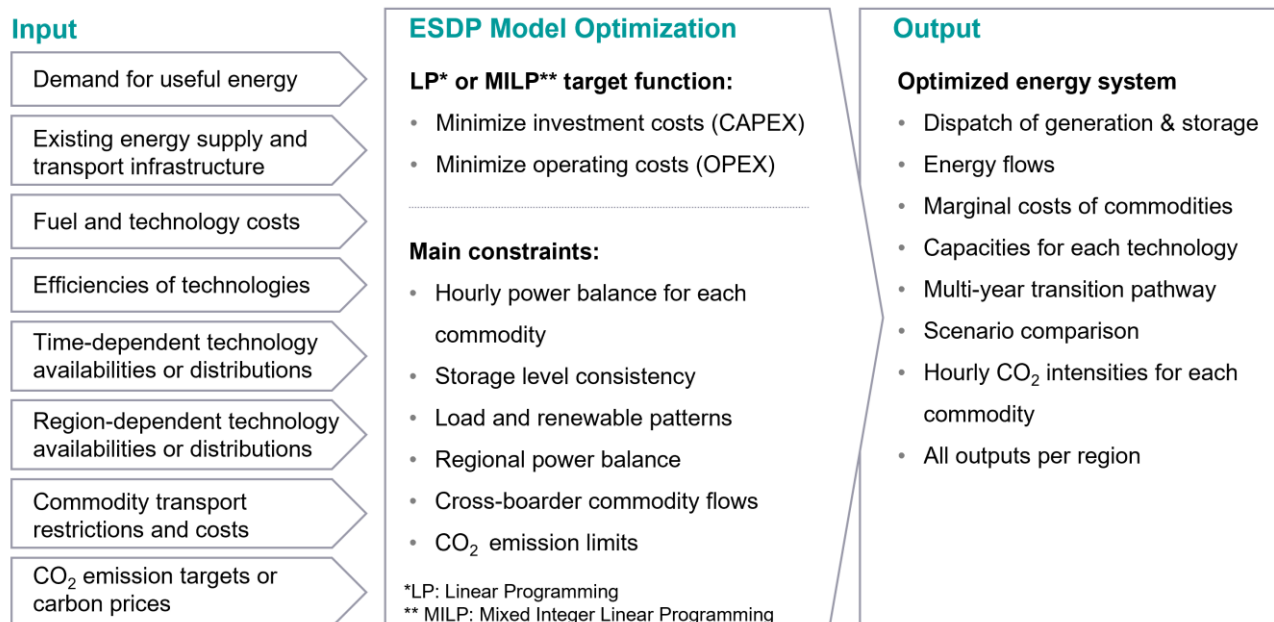 Input
Demand for useful energy
Existing energy supply and
transport infrastructure
Fuel and technology costs
Efficiencies of technologies
Time-dependent technology
availabilities or distributions
Region-dependent technology
availabilities or distributions
Commodity transport
restrictions and costs
CO₂ emission targets or
carbon prices
ESDP Model Optimization
LP* or MILP** target function:
• Minimize investment costs (CAPEX)
• Minimize operating costs (OPEX)
Main constraints:
• Hourly power balance for each
commodity
• Storage level consistency
• Load and renewable patterns
• Regional power balance
• Cross-boarder commodity flows
• CO₂ emission limits
*LP: Linear Programming
** MILP: Mixed Integer Linear Programming
Output
Optimized energy system
• Dispatch of generation & storage
• Energy flows
• Marginal costs of commodities
• Capacities for each technology
• Multi-year transition pathway
• Scenario comparison
• Hourly CO₂ intensities for each
commodity
• All outputs per region